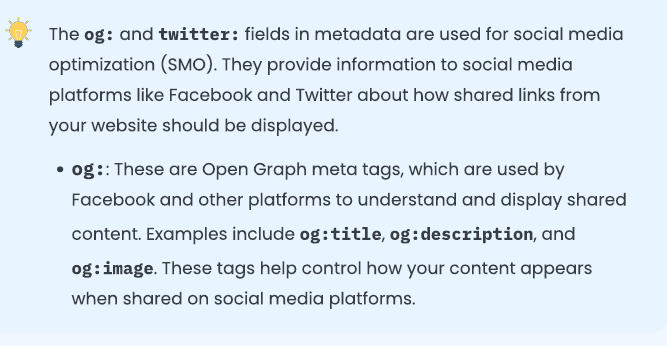 The og: and twitter: fields in metadata are used for social media
optimization (SMO). They provide information to social media
platforms like Facebook and Twitter about how shared links from
your website should be displayed.
• og:: These are Open Graph meta tags, which are used by
Facebook and other platforms to understand and display shared
content. Examples include og:title, og:description, and
og:image. These tags help control how your content appears
when shared on social media platforms.